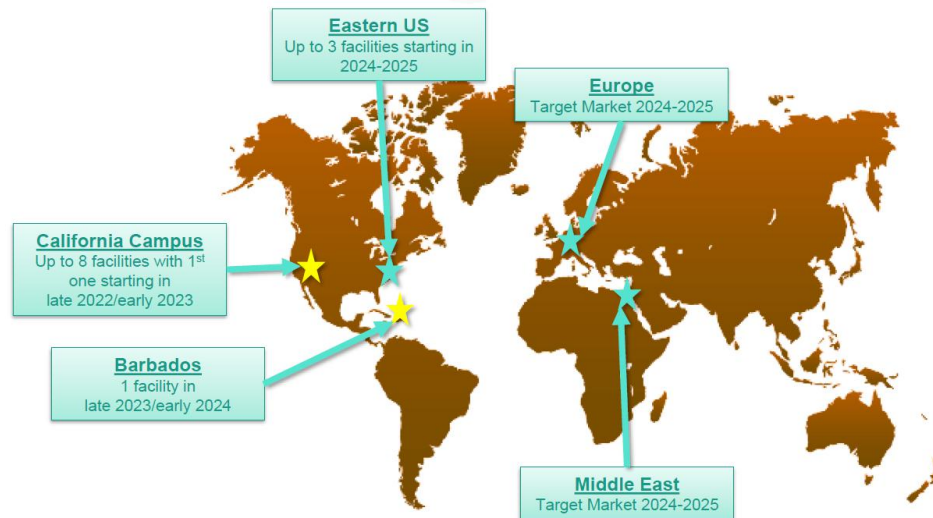 Eastern US
Up to 3 facilities starting in
2024-2025
Europe
Target Market 2024-2025
California Campus
Up to 8 facilities with 1st
one starting in
late 2022/early 2023
Barbados
1 facility in
late 2023/early 2024
Middle East
Target Market 2024-2025